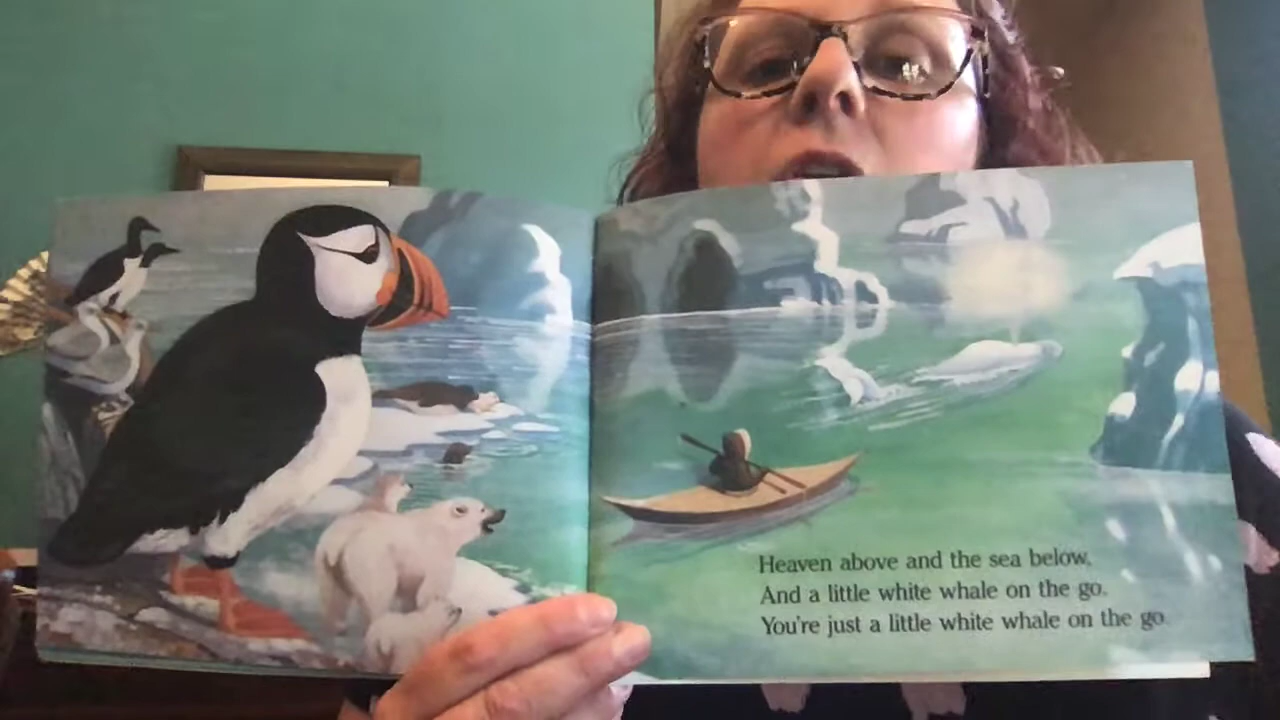 Heaven above and the sea below,
And a little white whale on the go.
You're just a little white whale on the go